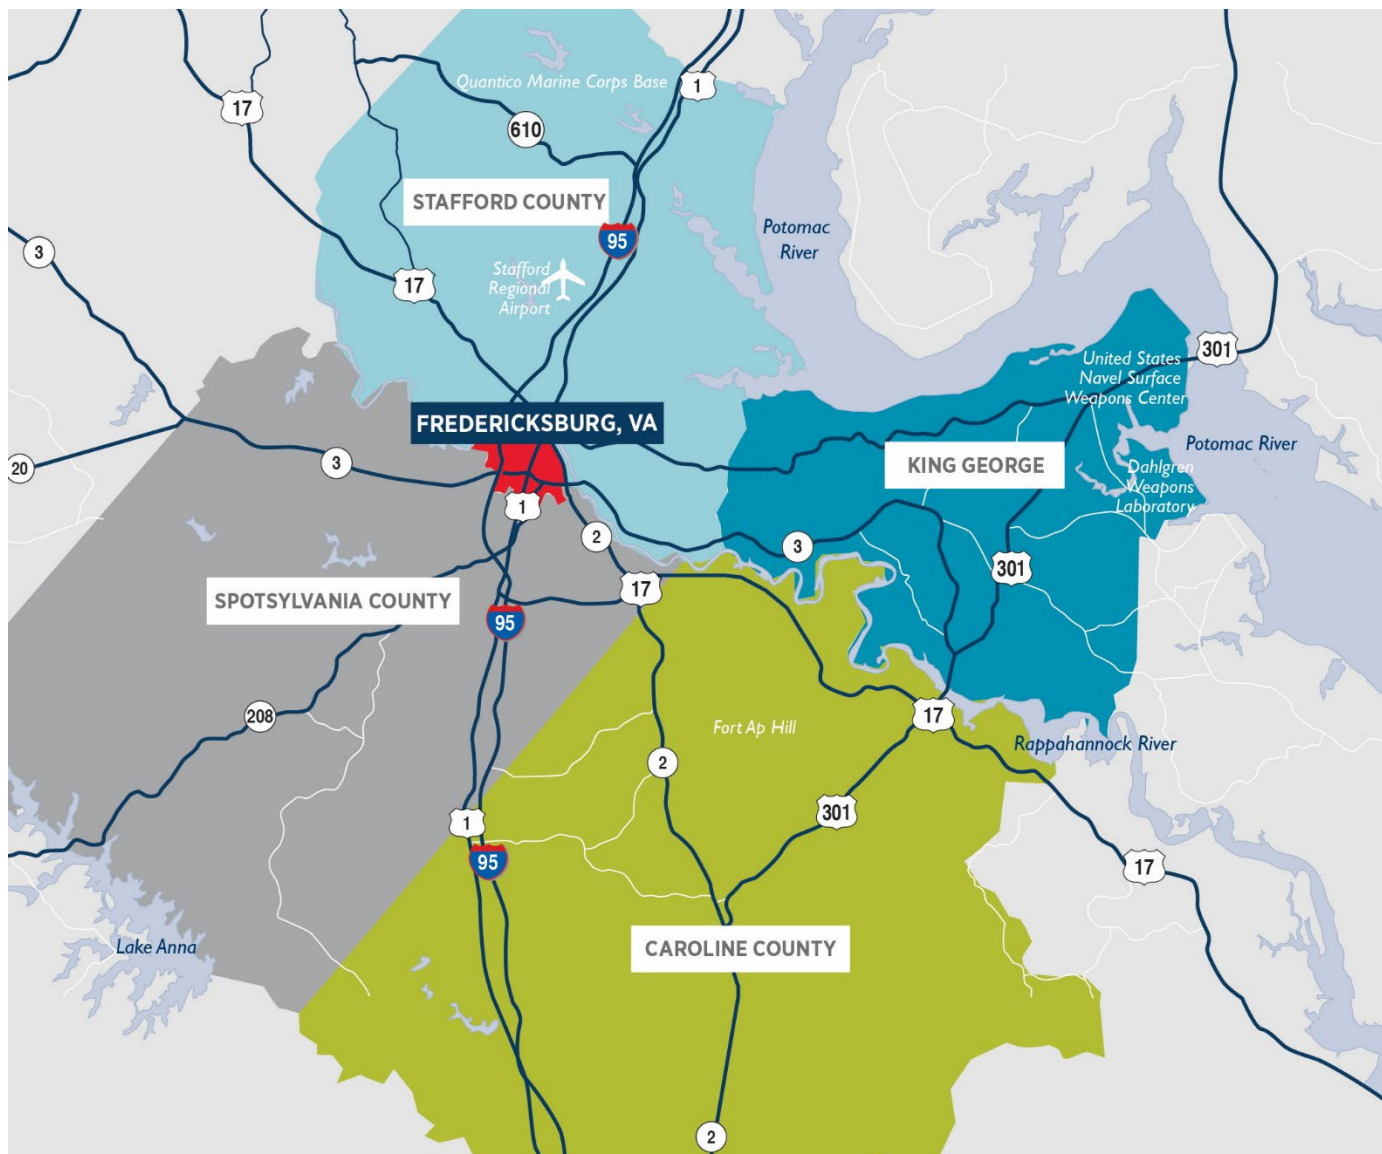 Quantico Marine Corps Base
1
17
610
STAFFORD COUNTY
Potomac
River
95
3
Stafford
Regional
Airport
17
301
United States
Navel Surface
Weapons Center
FREDERICKSBURG, VA
Potomac River
20
3
KING GEORGE
Dahlgren
Weapons
Laboratory
1
2
3
301
17
SPOTSYLVANIA COUNTY
95
208
Fort Ap Hill
17
Rappahannock River
2
1
301
95
17
Lake Anna
CAROLINE COUNTY
2